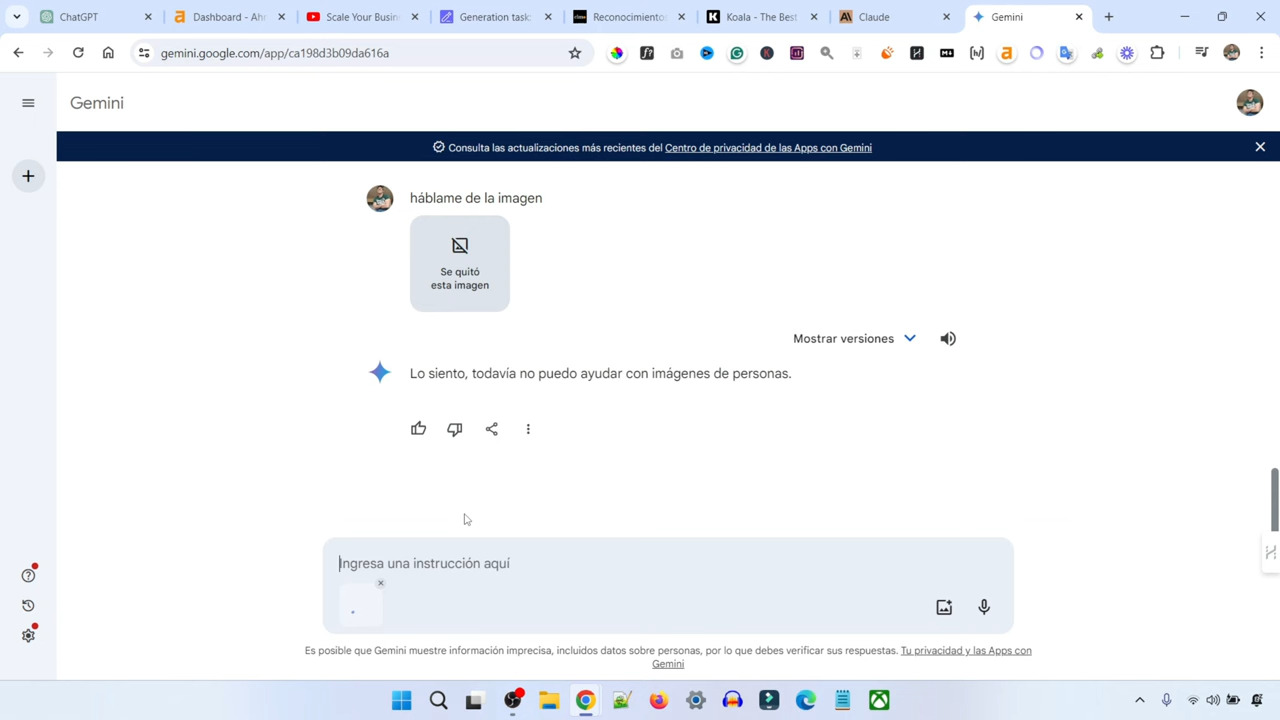 ChatGPT
Dashboard - Ahr
Scale Your Busine
Generation task:
Reconocimiento
Koala - The Best
Claude
Gemini
gemini.google.com/app/ca198d3b09da616a
Gemini
Consulta las actualizaciones más recientes del Centro de privacidad de las Apps con Gemini
háblame de la imagen
Se quitó
esta imagen
Mostrar versiones
Lo siento, todavía no puedo ayudar con imágenes de personas.
Ingresa una instrucción aquí
Es posible que Gemini muestre información imprecisa, incluidos datos sobre personas, por lo que debes verificar sus respuestas. Tu privacidad y las Apps con
Gemini